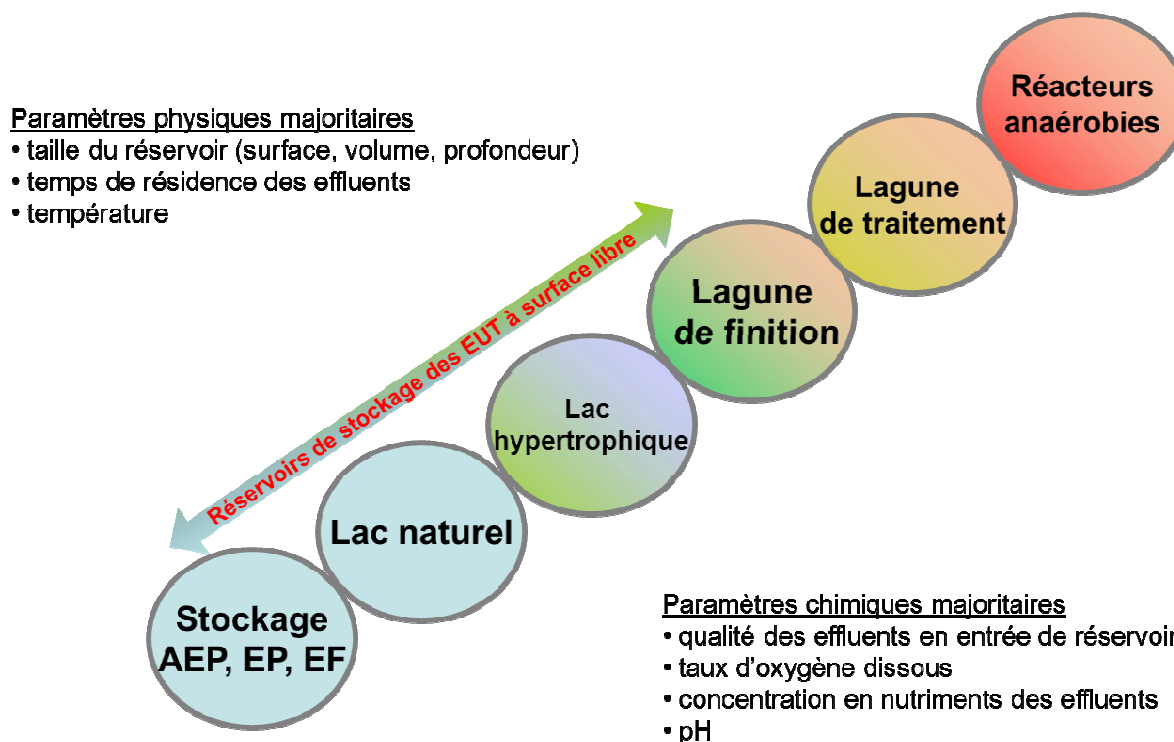 Réacteurs
anaérobies
Paramètres physiques majoritaires
• taille du réservoir (surface, volume, profondeur)
• temps de résidence des effluents
• température
Lagune
de traitement
Réservoirs de stockage des EUT à surface libre
Lagune
de finition
Lac
hypertrophique
Lac naturel
Stockage
AEP, EP, EF
Paramètres chimiques majoritaires
• qualité des effluents en entrée de réservoir
• taux d'oxygène dissous
• concentration en nutriments des effluents
• pH